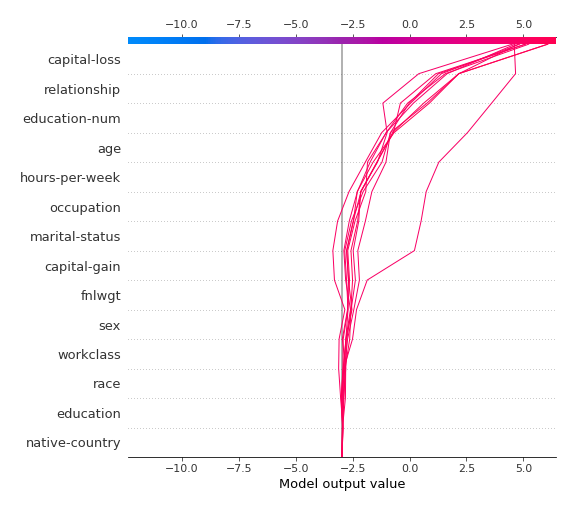 −10.0 −7.5 −5.0 −2.5 0.0 2.5 5.0
capital-loss
relationship
education-num
age
hours-per-week
occupation
marital-status
capital-gain
fnlwgt
sex
workclass
race
education
native-country
−10.0 −7.5 −5.0 −2.5 0.0 2.5 5.0
Model output value